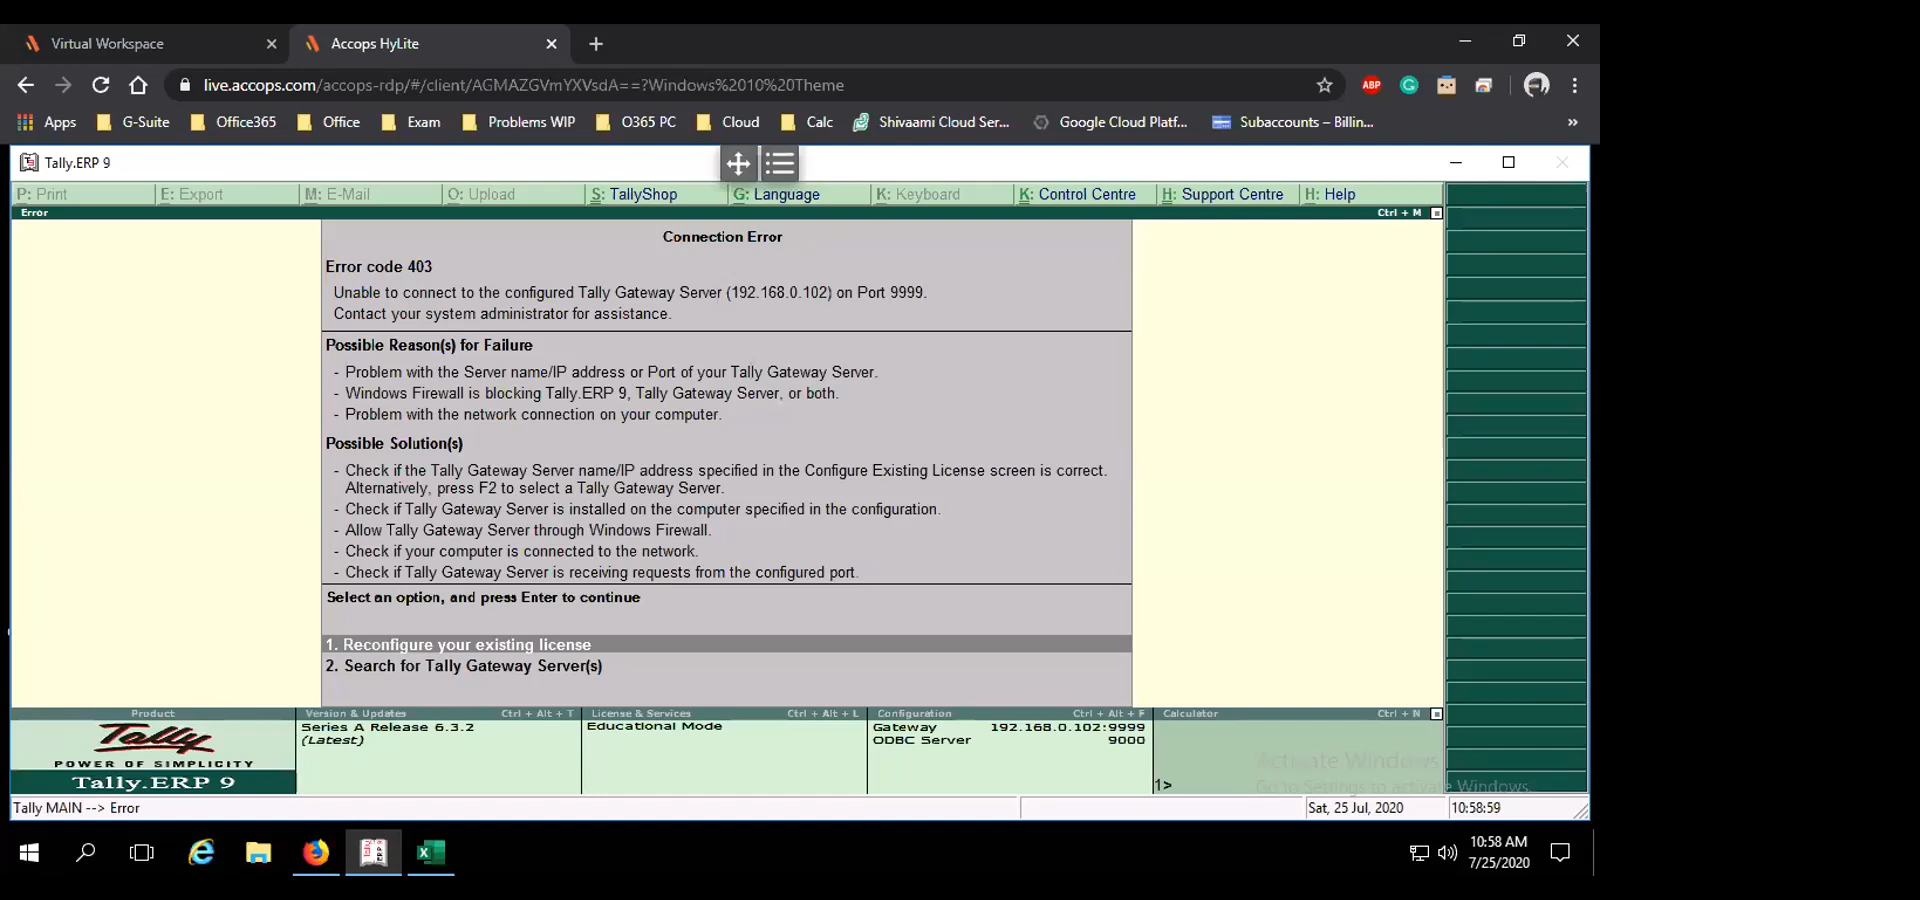 Virtual Workspace
Accops HyLite
live.accops.com/accops-rdp/#/client/AGMAZGVmYXVsdA==?Windows%2010%20Theme
ABP
Apps G-Suite Office365 Office Exam Problems WIP O365 PC Cloud Calc Shivaami Cloud Ser... Google Cloud Platf... Subaccounts – Billin... »
Tally.ERP 9
P: Print E: Export M: E-Mail O: Upload S: TallyShop G: Language K: Keyboard K: Control Centre H: Support Centre H: Help
Error Ctrl + M
Connection Error
Error code 403
Unable to connect to the configured Tally Gateway Server (192.168.0.102) on Port 9999.
Contact your system administrator for assistance.
Possible Reason(s) for Failure
- Problem with the Server name/IP address or Port of your Tally Gateway Server.
- Windows Firewall is blocking Tally.ERP 9, Tally Gateway Server, or both.
- Problem with the network connection on your computer.
Possible Solution(s)
- Check if the Tally Gateway Server name/IP address specified in the Configure Existing License screen is correct.
Alternatively, press F2 to select a Tally Gateway Server.
- Check if Tally Gateway Server is installed on the computer specified in the configuration.
- Allow Tally Gateway Server through Windows Firewall.
- Check if your computer is connected to the network.
- Check if Tally Gateway Server is receiving requests from the configured port.
Select an option, and press Enter to continue
1. Reconfigure your existing license
2. Search for Tally Gateway Server(s)
Product Version & Updates Ctrl + Alt + T License & Services Ctrl + Alt + L Configuration Ctrl + Alt + F Calculator Ctrl + N
Tally
POWER OF SIMPLICITY
Tally.ERP 9
Series A Release 6.3.2
(Latest)
Educational Mode
Gateway 192.168.0.102:9999
ODBC Server 9000
1>
Activate Windows
Go to Settings to activate Windows.
Tally MAIN --> Error Sat, 25 Jul, 2020 10:58:59
10:58 AM
7/25/2020